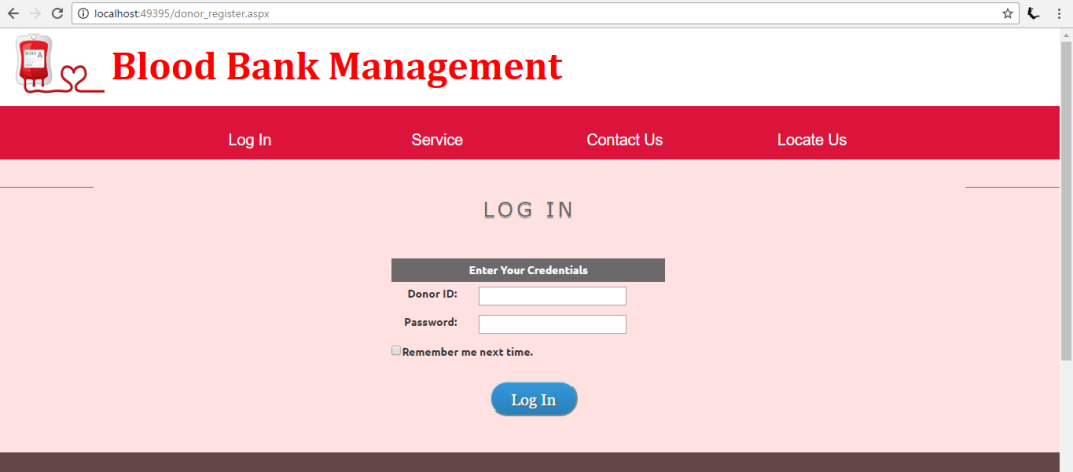 localhost:49395/donor_register.aspx
Blood Bank Management
Log In Service Contact Us Locate Us
LOG IN
Enter Your Credentials
Donor ID:
Password:
Remember me next time.
Log In